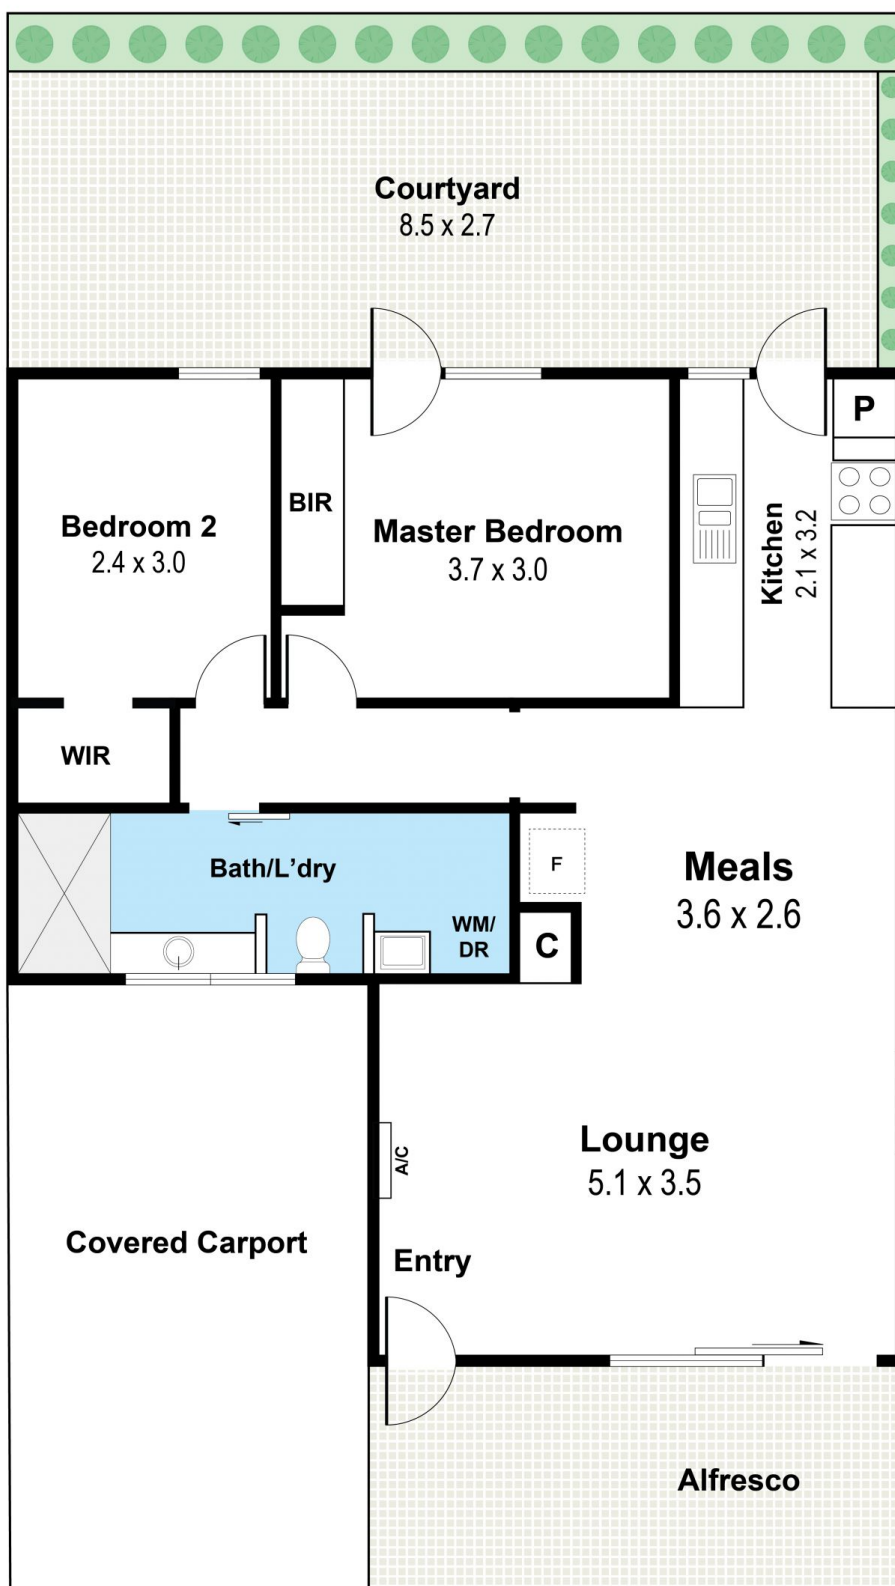 Courtyard
8.5 x 2.7
P
BIR
Bedroom 2
2.4 x 3.0
Master Bedroom
3.7 x 3.0
Kitchen
2.1 x 3.2
WIR
Bath/L'dry
F
Meals
3.6 x 2.6
WM/
DR
C
Lounge
5.1 x 3.5
A/C
Covered Carport
Entry
Alfresco